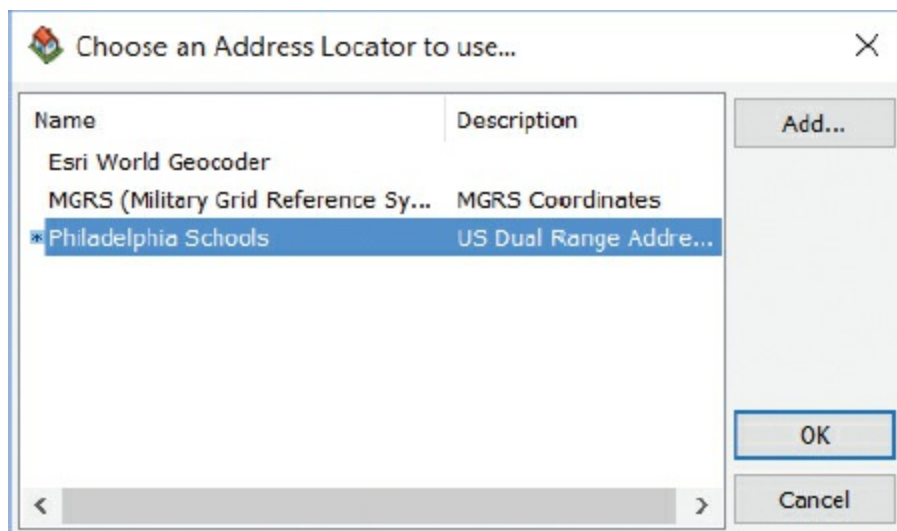 Choose an Address Locator to use...
Name Description Add...
Esri World Geocoder
MGRS (Military Grid Reference Sy... MGRS Coordinates
*Philadelphia Schools US Dual Range Addre...
OK
Cancel